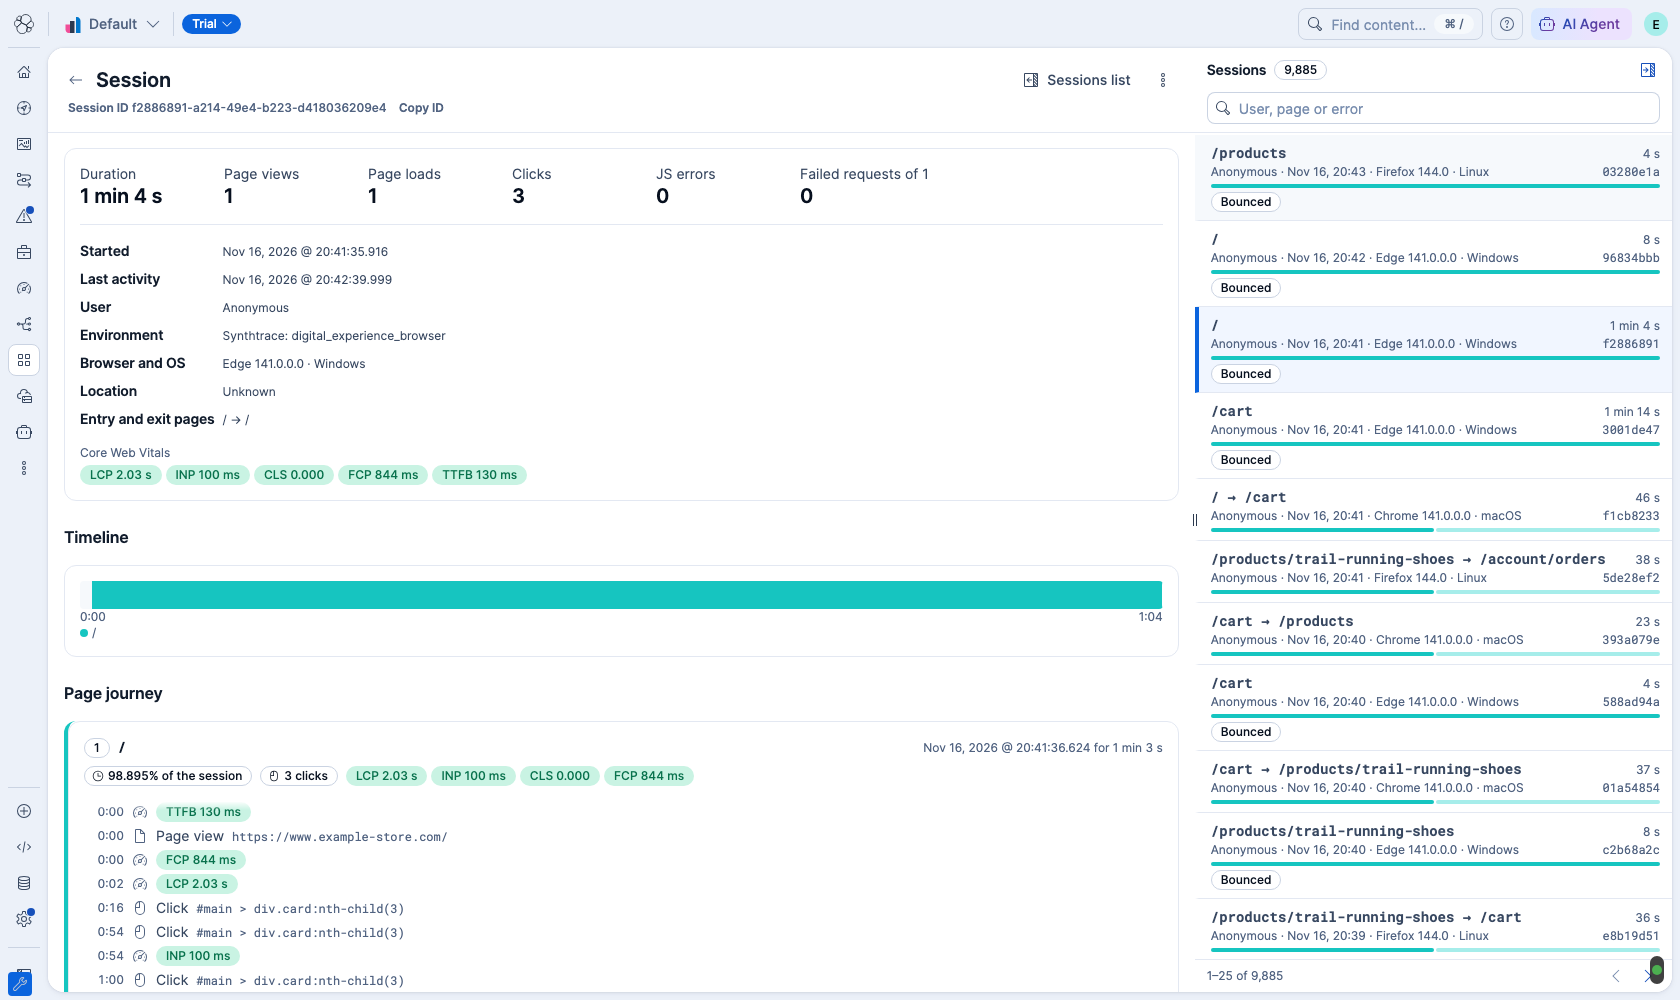 Default
Trial
Find content...
⌘ /
AI Agent
E
Session
Session ID f2886891-a214-49e4-b223-d418036209e4 Copy ID
Sessions list
Duration
1 min 4 s
Page views
1
Page loads
1
Clicks
3
JS errors
0
Failed requests of 1
0
Started Nov 16, 2026 @ 20:41:35.916
Last activity Nov 16, 2026 @ 20:42:39.999
User Anonymous
Environment Synthtrace: digital_experience_browser
Browser and OS Edge 141.0.0.0 · Windows
Location Unknown
Entry and exit pages / → /
Core Web Vitals
LCP 2.03 s INP 100 ms CLS 0.000 FCP 844 ms TTFB 130 ms
Timeline
0:00 1:04
/
Page journey
1 / Nov 16, 2026 @ 20:41:36.624 for 1 min 3 s
98.895% of the session 3 clicks LCP 2.03 s INP 100 ms CLS 0.000 FCP 844 ms
0:00 TTFB 130 ms
0:00 Page view https://www.example-store.com/
0:00 FCP 844 ms
0:02 LCP 2.03 s
0:16 Click #main > div.card:nth-child(3)
0:54 Click #main > div.card:nth-child(3)
0:54 INP 100 ms
1:00 Click #main > div.card:nth-child(3)
Sessions 9,885
User, page or error
/products 4 s
Anonymous · Nov 16, 20:43 · Firefox 144.0 · Linux 03280e1a
Bounced
/ 8 s
Anonymous · Nov 16, 20:42 · Edge 141.0.0.0 · Windows 96834bbb
Bounced
/ 1 min 4 s
Anonymous · Nov 16, 20:41 · Edge 141.0.0.0 · Windows f2886891
Bounced
/cart 1 min 14 s
Anonymous · Nov 16, 20:41 · Edge 141.0.0.0 · Windows 3001de47
Bounced
/ → /cart 46 s
Anonymous · Nov 16, 20:41 · Chrome 141.0.0.0 · macOS f1cb8233
/products/trail-running-shoes → /account/orders 38 s
Anonymous · Nov 16, 20:41 · Firefox 144.0 · Linux 5de28ef2
/cart → /products 23 s
Anonymous · Nov 16, 20:40 · Chrome 141.0.0.0 · macOS 393a079e
/cart 4 s
Anonymous · Nov 16, 20:40 · Edge 141.0.0.0 · Windows 588ad94a
Bounced
/cart → /products/trail-running-shoes 37 s
Anonymous · Nov 16, 20:40 · Chrome 141.0.0.0 · macOS 01a54854
/products/trail-running-shoes 8 s
Anonymous · Nov 16, 20:40 · Edge 141.0.0.0 · Windows c2b68a2c
Bounced
/products/trail-running-shoes → /cart 36 s
Anonymous · Nov 16, 20:39 · Firefox 144.0 · Linux e8b19d51
1–25 of 9,885